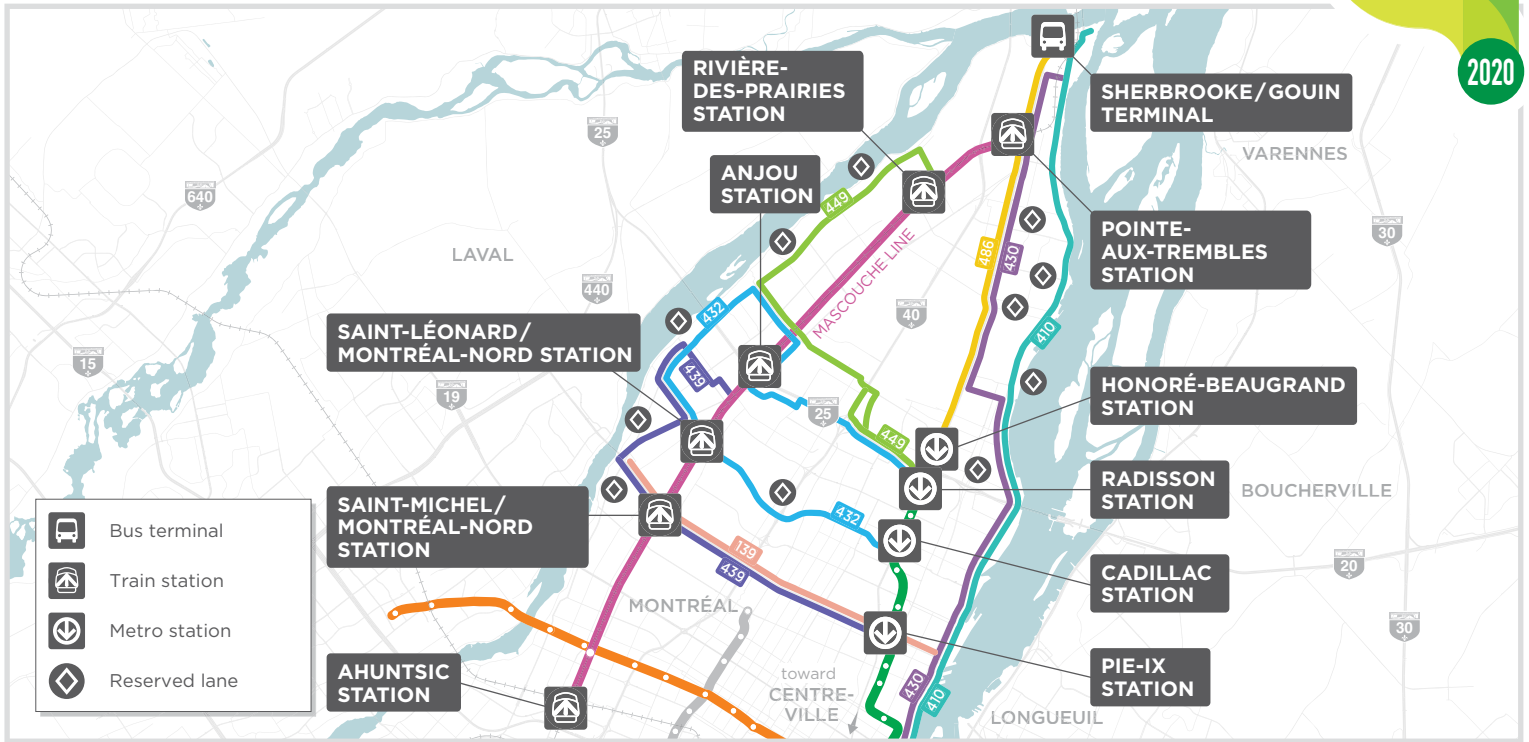 2020
RIVIÈRE-
DES-PRAIRIES
STATION
SHERBROOKE/GOUIN
TERMINAL
25
VARENNES
ANJOU
STATION
640
449
POINTE-
AUX-TREMBLES
STATION
30
LAVAL
486
430
MASCOUCHE LINE
440
40
432
410
SAINT-LÉONARD/
MONTRÉAL-NORD STATION
15
439
19
25
HONORÉ-BEAUGRAND
STATION
449
RADISSON
STATION
BOUCHERVILLE
SAINT-MICHEL/
MONTRÉAL-NORD
STATION
432
139
439
CADILLAC
STATION
20
MONTRÉAL
30
Bus terminal
Train station
Metro station
Reserved lane
AHUNTSIC
STATION
toward
CENTRE-
VILLE
PIE-IX
STATION
430
410
LONGUEUIL